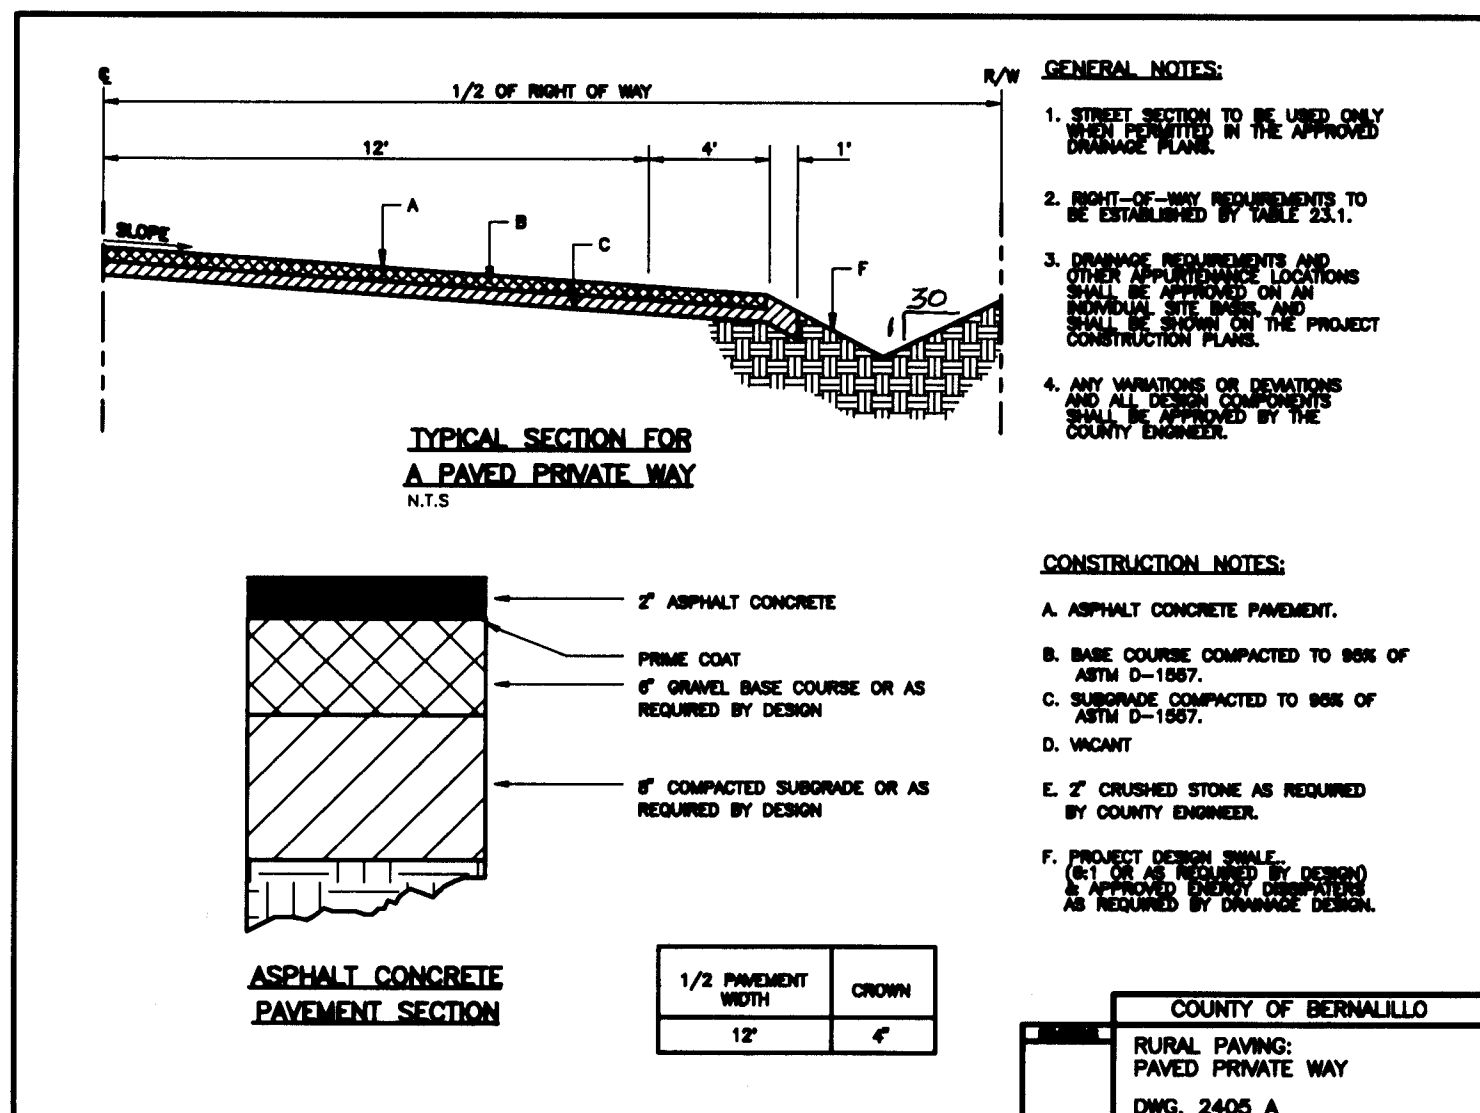 ℄
R/W
1/2 OF RIGHT OF WAY
12'
4'
1'
A
B
C
F
SLOPE
1
30
TYPICAL SECTION FOR
A PAVED PRIVATE WAY
N.T.S
GENERAL NOTES:
1. STREET SECTION TO BE USED ONLY
WHEN PERMITTED IN THE APPROVED
DRAINAGE PLANS.
2. RIGHT-OF-WAY REQUIREMENTS TO
BE ESTABLISHED BY TABLE 23.1.
3. DRAINAGE REQUIREMENTS AND
OTHER APPURTENANCE LOCATIONS
SHALL BE APPROVED ON AN
INDIVIDUAL SITE BASIS, AND
SHALL BE SHOWN ON THE PROJECT
CONSTRUCTION PLANS.
4. ANY VARIATIONS OR DEVIATIONS
AND ALL DESIGN COMPONENTS
SHALL BE APPROVED BY THE
COUNTY ENGINEER.
2" ASPHALT CONCRETE
PRIME COAT
6" GRAVEL BASE COURSE OR AS
REQUIRED BY DESIGN
8" COMPACTED SUBGRADE OR AS
REQUIRED BY DESIGN
ASPHALT CONCRETE
PAVEMENT SECTION
CONSTRUCTION NOTES:
A. ASPHALT CONCRETE PAVEMENT.
B. BASE COURSE COMPACTED TO 95% OF
ASTM D-1557.
C. SUBGRADE COMPACTED TO 95% OF
ASTM D-1557.
D. VACANT
E. 2" CRUSHED STONE AS REQUIRED
BY COUNTY ENGINEER.
F. PROJECT DESIGN SWALE..
(6:1 OR AS REQUIRED BY DESIGN)
& APPROVED ENERGY DISSIPATERS
AS REQUIRED BY DRAINAGE DESIGN.
1/2 PAVEMENT
WIDTH
CROWN
12'
4"
COUNTY OF BERNALILLO
RURAL PAVING:
PAVED PRIVATE WAY
DWG. 2405 A